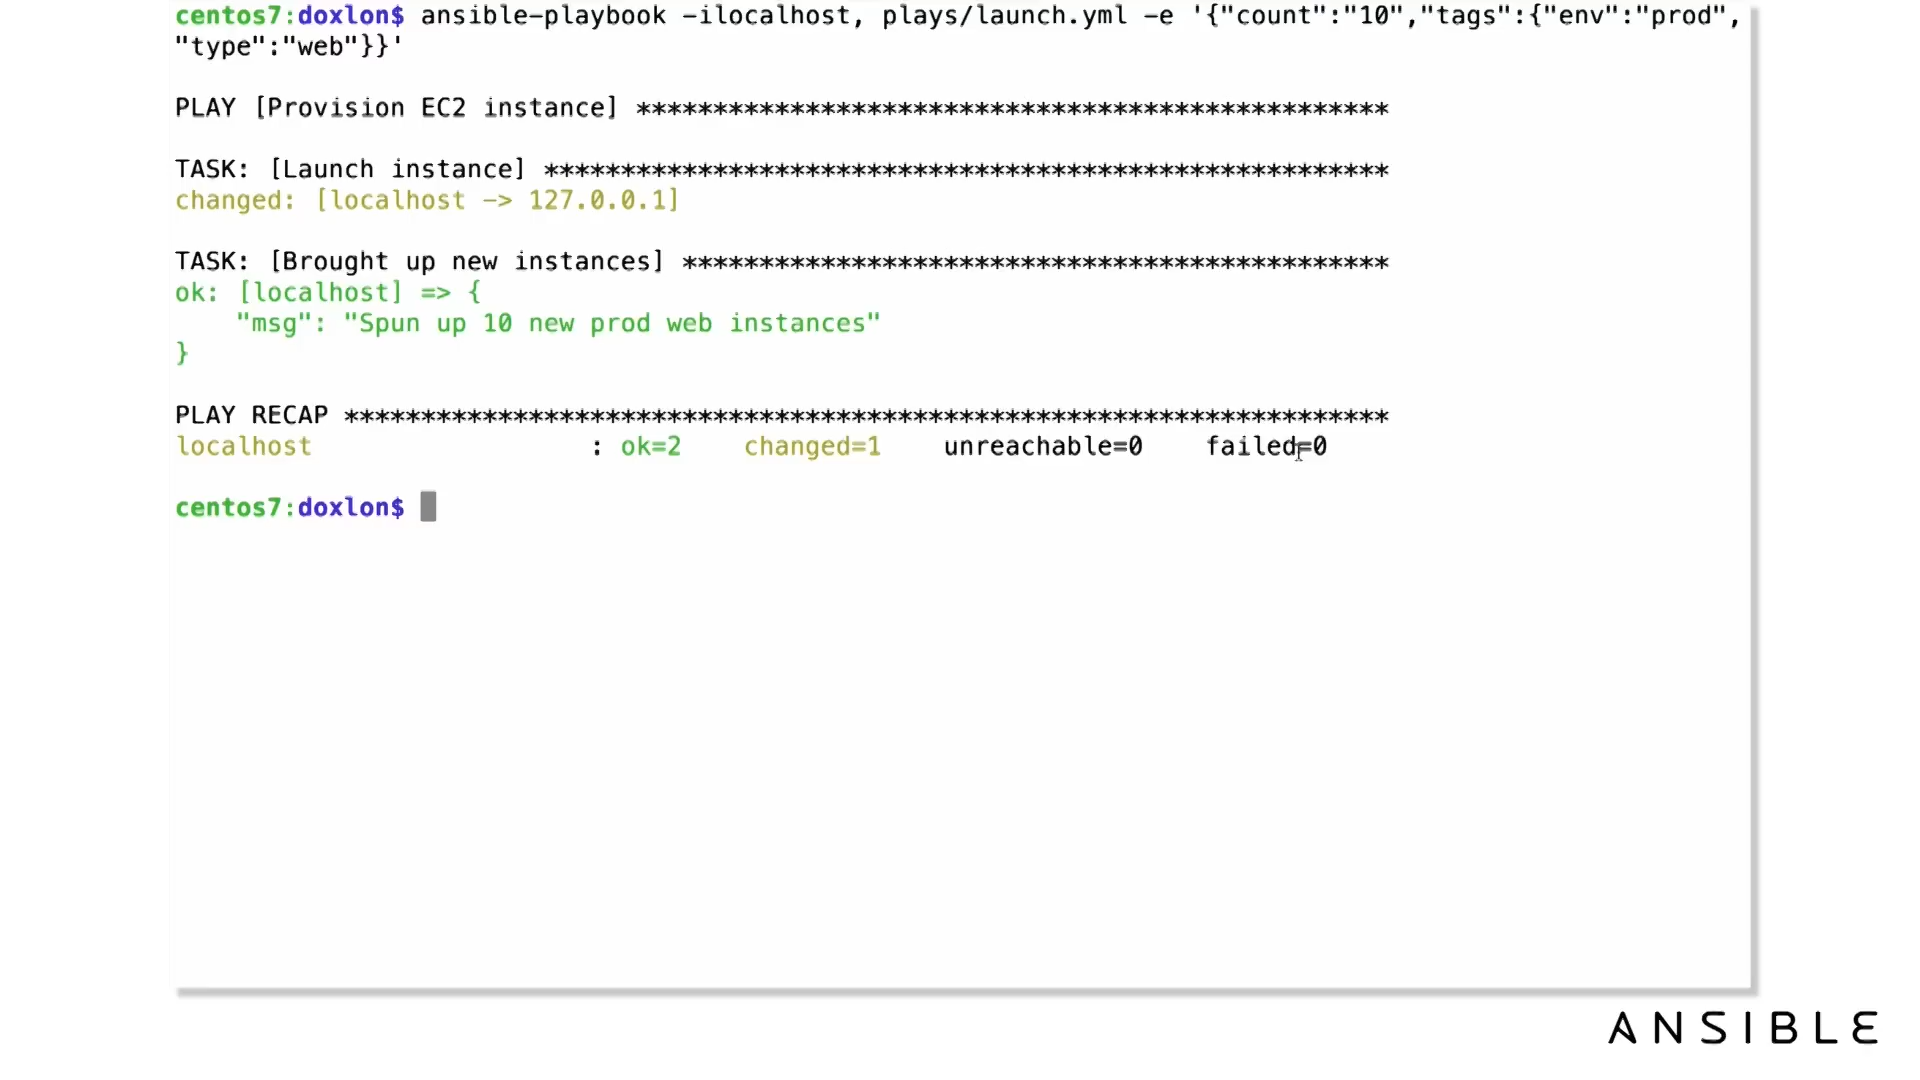 centos7:doxlon$ ansible-playbook -ilocalhost, plays/launch.yml -e '{"count":"10","tags":{"env":"prod",
"type":"web"}}'
PLAY [Provision EC2 instance] *************************************************
TASK: [Launch instance] *******************************************************
changed: [localhost -> 127.0.0.1]
TASK: [Brought up new instances] **********************************************
ok: [localhost] => {
    "msg": "Spun up 10 new prod web instances"
}
PLAY RECAP ********************************************************************
localhost                  : ok=2    changed=1    unreachable=0    failed=0
centos7:doxlon$
ANSIBLE